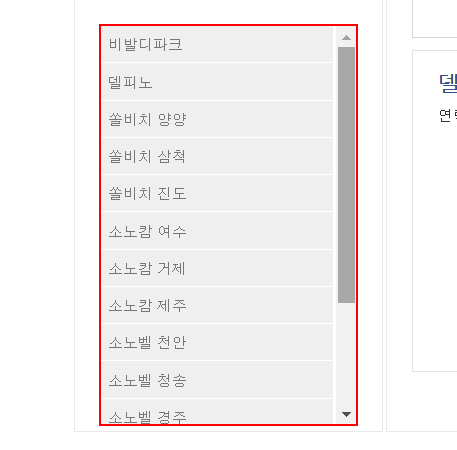 비발디파크
델피노
쏠비치 양양
쏠비치 삼척
쏠비치 진도
소노캄 여수
소노캄 거제
소노캄 제주
소노벨 천안
소노벨 청송
소노벨 경주
델